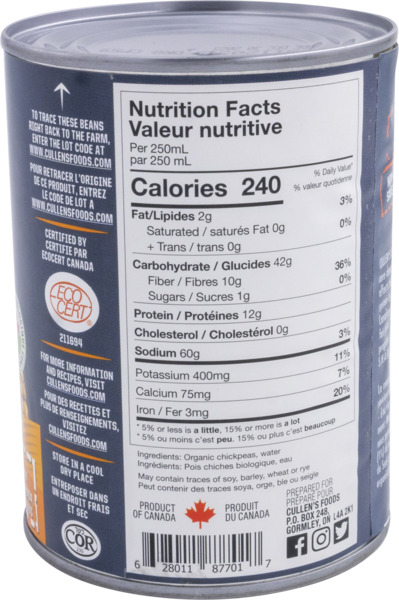 TO TRACE THESE BEANS
RIGHT BACK TO THE FARM,
ENTER THE LOT CODE AT
WWW.CULLENSFOODS.COM
POUR RETRACER L'ORIGINE
DE CE PRODUIT, ENTREZ
LE CODE DE LOT A
WWW.CULLENSFOODS.COM
CERTIFIED BY
CERTIFIE PAR
ECOCERT CANADA
ECO
CERT
®
211694
FOR MORE INFORMATION
AND RECIPES, VISIT
CULLENSFOODS.COM
POUR DES RECETTES ET
PLUS DE RENSEIGNEMENTS,
VISITEZ
CULLENSFOODS.COM
STORE IN A COOL
DRY PLACE
ENTREPOSER DANS
UN ENDROIT FRAIS
ET SEC
COR
Nutrition Facts
Valeur nutritive
Per 250mL
par 250 mL
Calories 240
% Daily Value*
% valeur quotidienne
Fat/Lipides 2g 3%
Saturated / saturés Fat 0g 0%
+ Trans / trans 0g
Carbohydrate / Glucides 42g
Fiber / Fibres 10g 36%
Sugars / Sucres 1g 0%
Protein / Protéines 12g
Cholesterol / Cholestérol 0g
Sodium 60g 3%
Potassium 400mg 11%
Calcium 75mg 7%
Iron / Fer 3mg 20%
* 5% or less is a little, 15% or more is a lot
* 5% ou moins c'est peu. 15% ou plus c'est beaucoup
Ingredients: Organic chickpeas, water
Ingrédients: Pois chiches biologique, eau
May contain traces of soy, barley, wheat or rye
Peut contenir des traces soya, orge, ble ou seigle
PRODUCT
OF CANADA
PRODUIT
DU CANADA
PREPARED FOR
PRÉPARÉ POUR
CULLEN'S FOODS
P.O. BOX 248,
GORMLEY, ON L4A 2K1
6 28011 87701 7